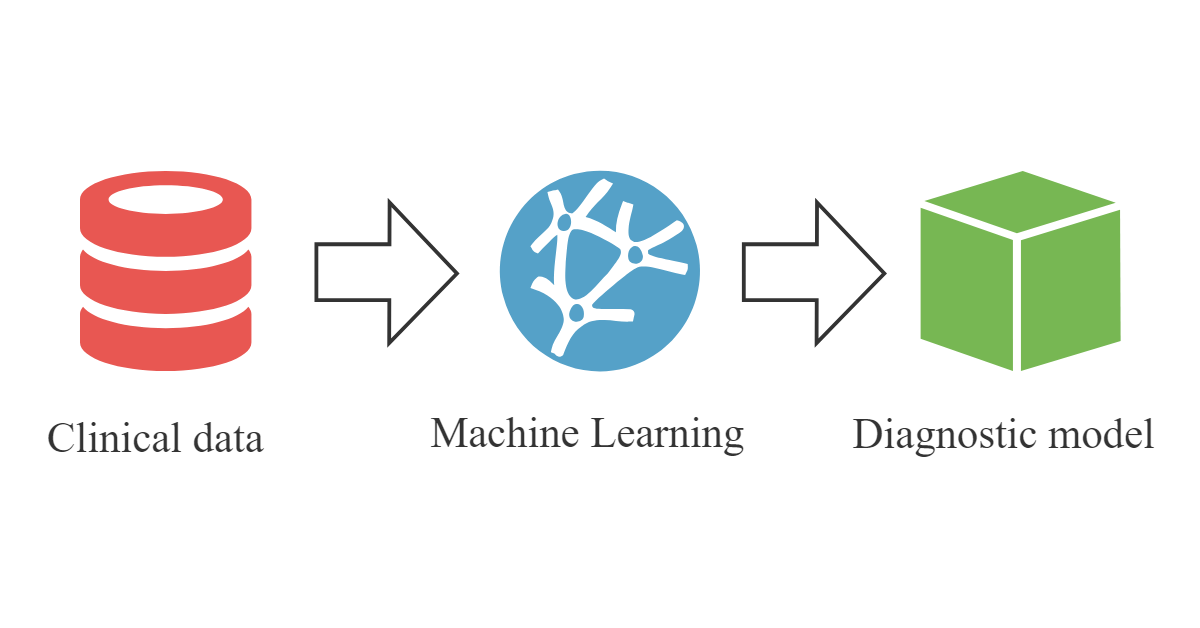 Clinical data
Machine Learning
Diagnostic model